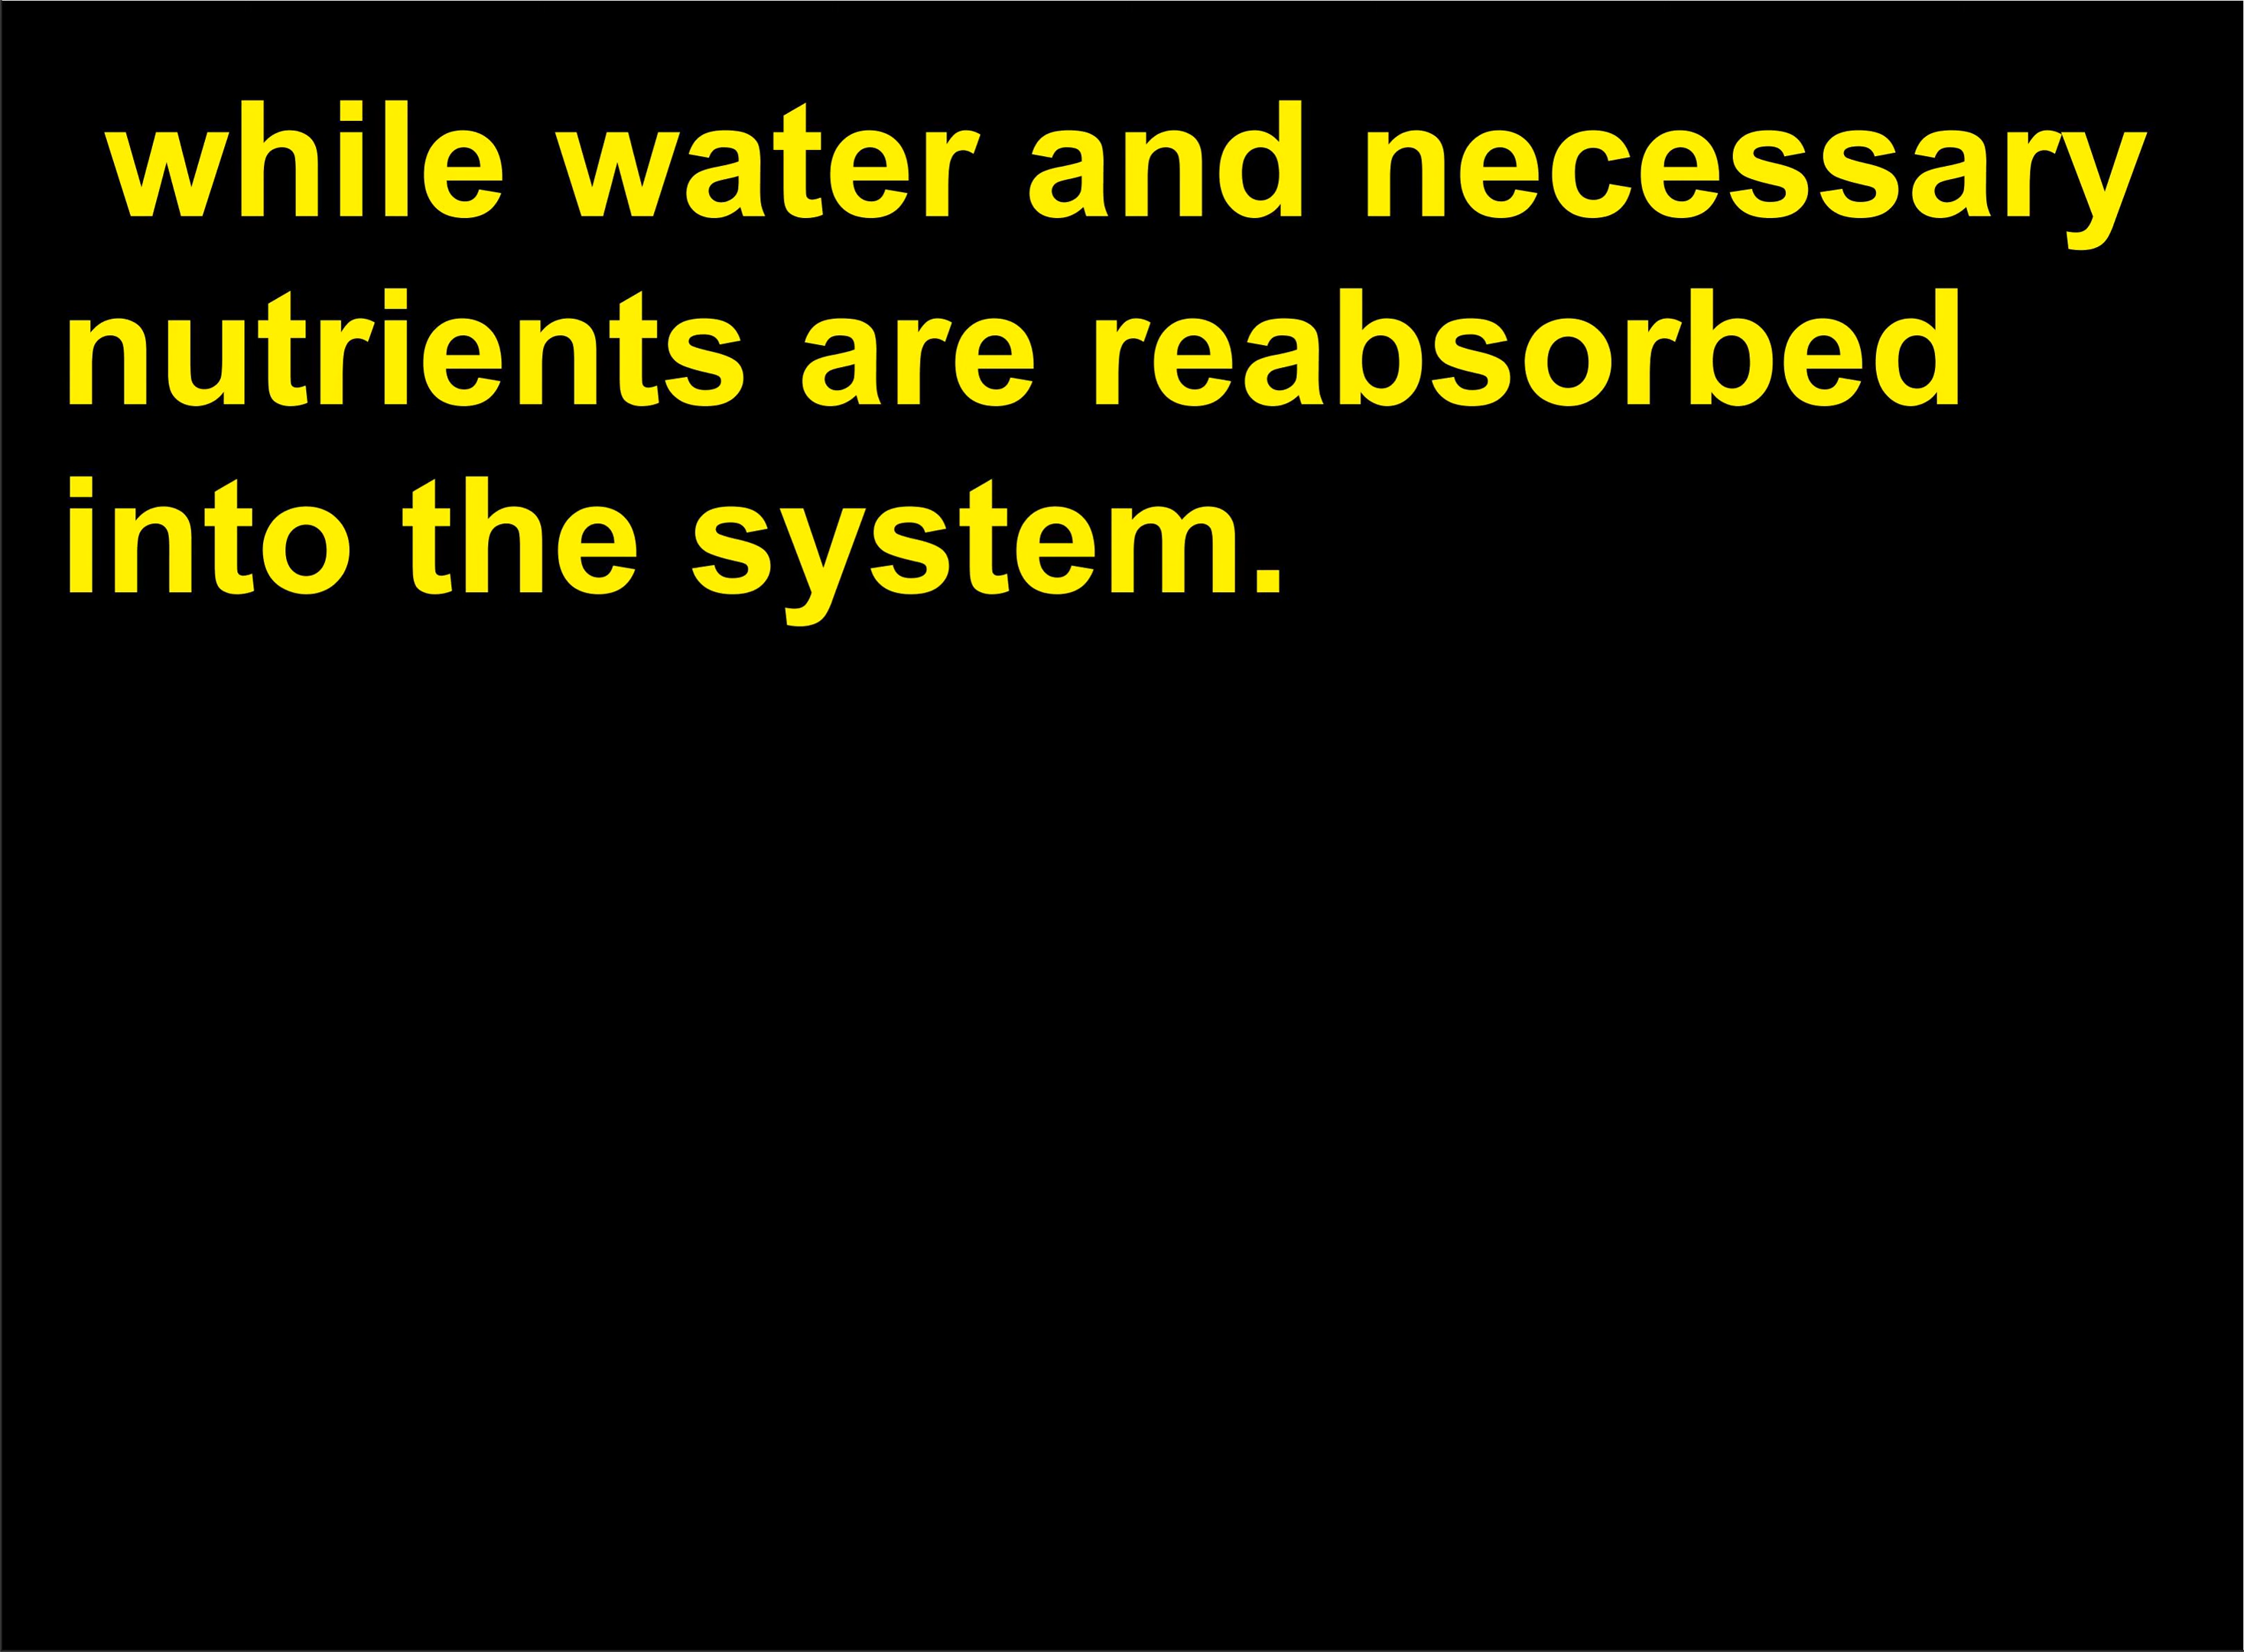 while water and necessary
nutrients are reabsorbed
into the system.